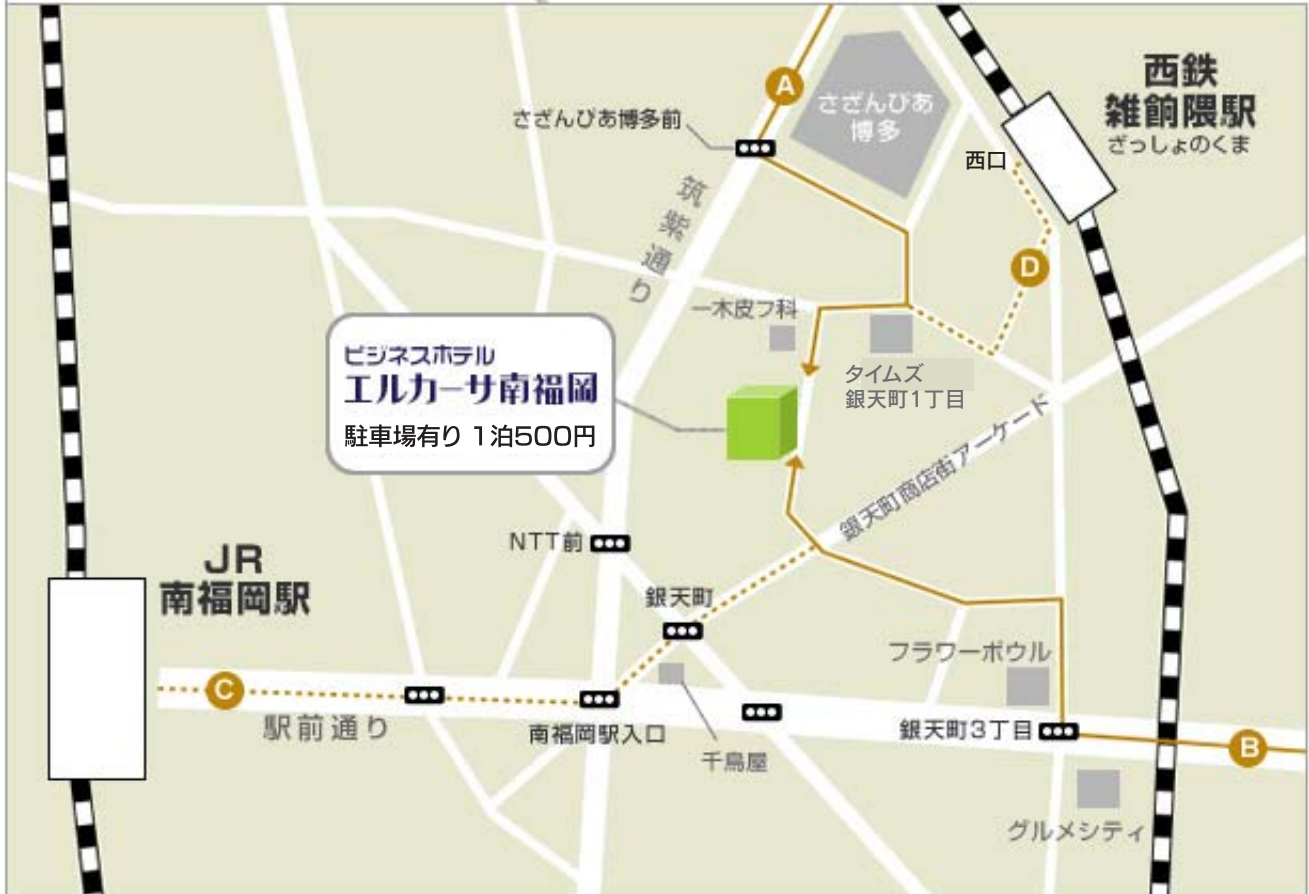 西鉄
雑餉隈駅
ざっしょのくま
A
さざんぴあ
博多
さざんぴあ博多前
西口
筑紫通り
D
一木皮フ科
タイムズ
銀天町1丁目
ビジネスホテル
エルカーサ南福岡
駐車場有り 1泊500円
銀天町商店街アーケード
NTT前
JR
南福岡駅
銀天町
フラワーボウル
C
駅前通り
南福岡駅入口
銀天町3丁目
B
千鳥屋
グルメシティ